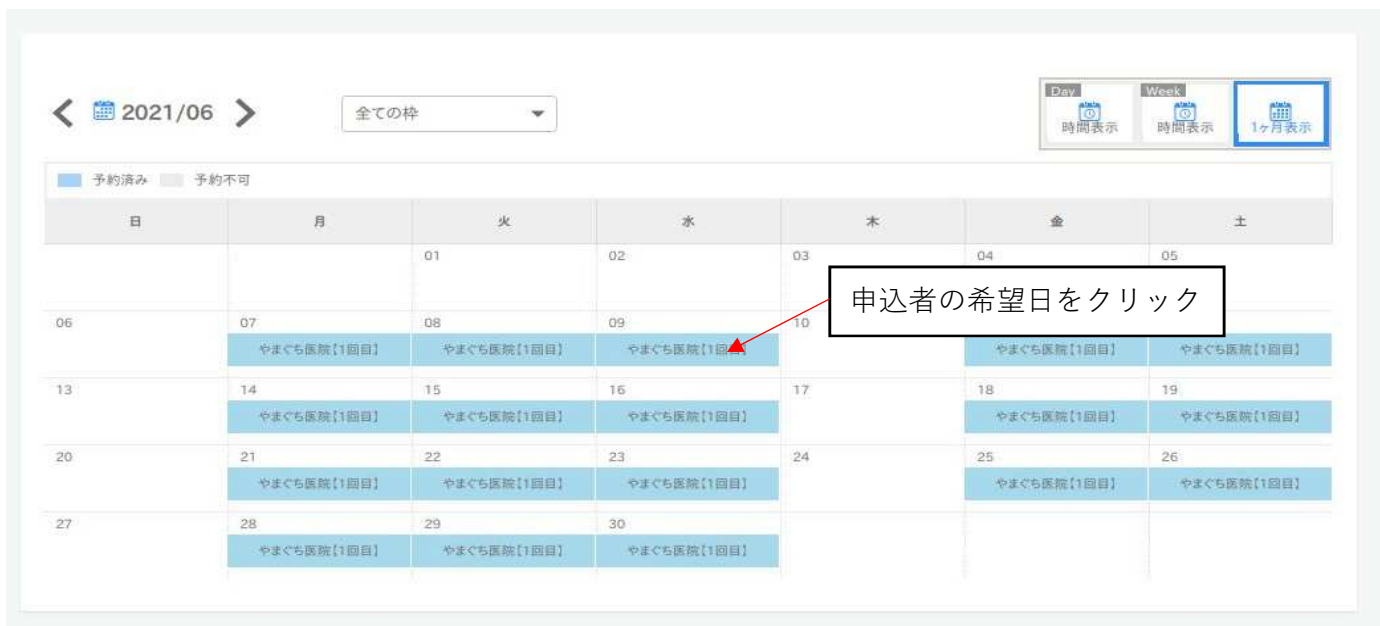 2021/06
全ての枠
Day
時間表示
Week
時間表示
1ヶ月表示
予約済み 予約不可
日 月 火 水 木 金 土
01 02 03 04 05
申込者の希望日をクリック
06 07 08 09 10
やまぐち医院【1回目】 やまぐち医院【1回目】 やまぐち医院【1回目】 やまぐち医院【1回目】 やまぐち医院【1回目】
13 14 15 16 17 18 19
やまぐち医院【1回目】 やまぐち医院【1回目】 やまぐち医院【1回目】 やまぐち医院【1回目】 やまぐち医院【1回目】
20 21 22 23 24 25 26
やまぐち医院【1回目】 やまぐち医院【1回目】 やまぐち医院【1回目】 やまぐち医院【1回目】 やまぐち医院【1回目】
27 28 29 30
やまぐち医院【1回目】 やまぐち医院【1回目】 やまぐち医院【1回目】